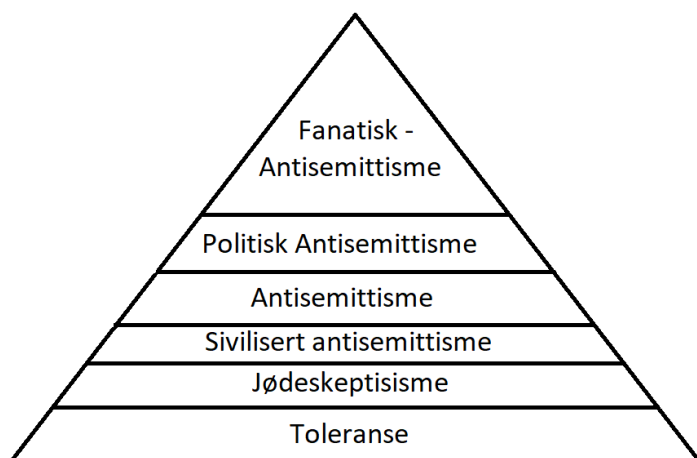 Fanatisk -
Antisemittisme
Politisk Antisemittisme
Antisemittisme
Sivilisert antisemittisme
Jødeskeptisisme
Toleranse